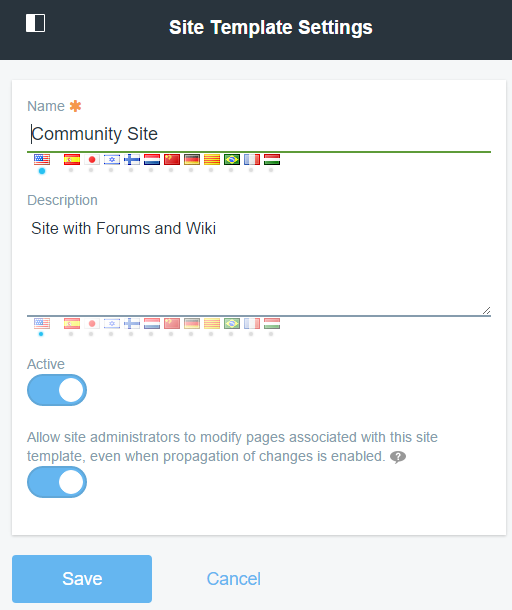 Site Template Settings
Name ✱
Community Site
Description
Site with Forums and Wiki
Active
Allow site administrators to modify pages associated with this site
template, even when propagation of changes is enabled. ?
Save
Cancel